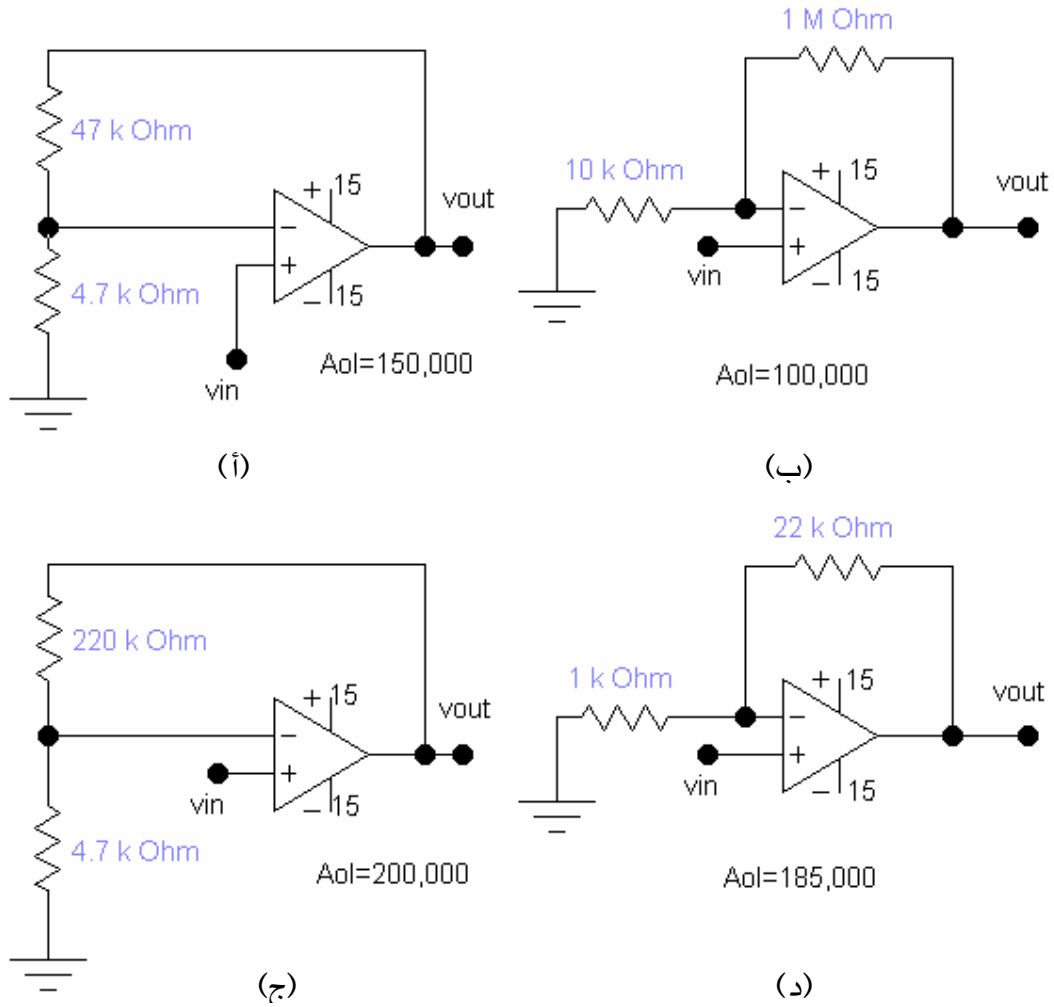 1 M Ohm
47 k Ohm
10 k Ohm
+ 15
vout
−
+
− 15
4.7 k Ohm
vin
Aol=150,000
+ 15
vout
−
+
− 15
vin
Aol=100,000
(أ)
(ب)
22 k Ohm
220 k Ohm
1 k Ohm
+ 15
vout
−
+
− 15
vin
4.7 k Ohm
Aol=200,000
+ 15
vout
−
+
− 15
vin
Aol=185,000
(ج)
(د)